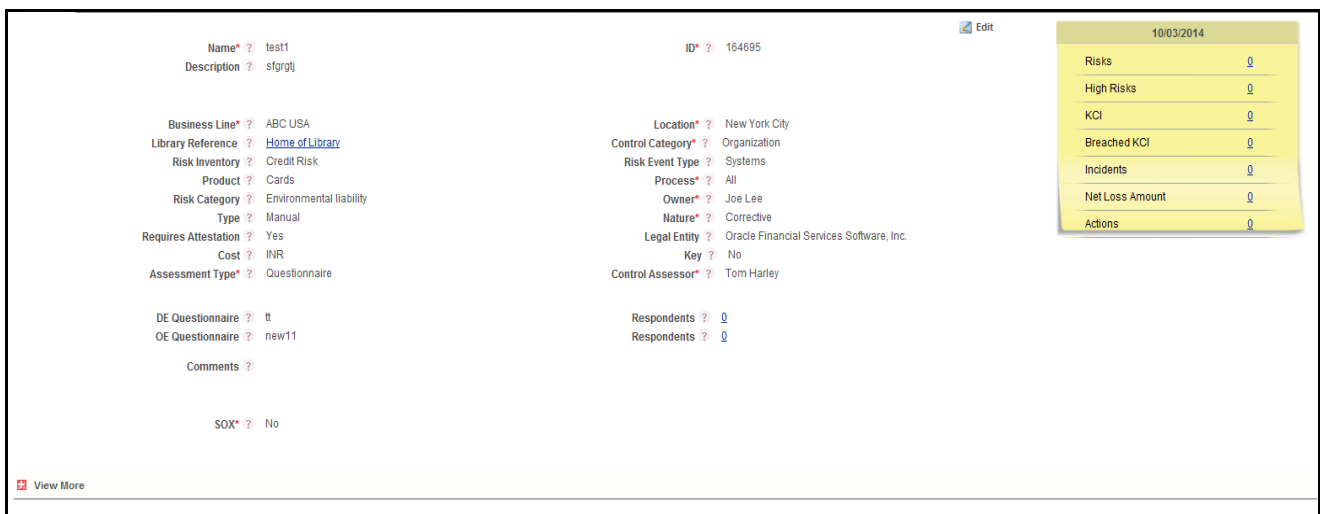 Edit
Name* ? test1 ID* ? 164695
Description ? sfgrgtj
Business Line* ? ABC USA Location* ? New York City
Library Reference ? Home of Library Control Category* ? Organization
Risk Inventory ? Credit Risk Risk Event Type ? Systems
Product ? Cards Process* ? All
Risk Category ? Environmental liability Owner* ? Joe Lee
Type ? Manual Nature* ? Corrective
Requires Attestation ? Yes Legal Entity ? Oracle Financial Services Software, Inc.
Cost ? INR Key ? No
Assessment Type* ? Questionnaire Control Assessor* ? Tom Harley
DE Questionnaire ? tt Respondents ? 0
OE Questionnaire ? new11 Respondents ? 0
Comments ?
SOX* ? No
View More
10/03/2014
Risks 0
High Risks 0
KCI 0
Breached KCI 0
Incidents 0
Net Loss Amount 0
Actions 0